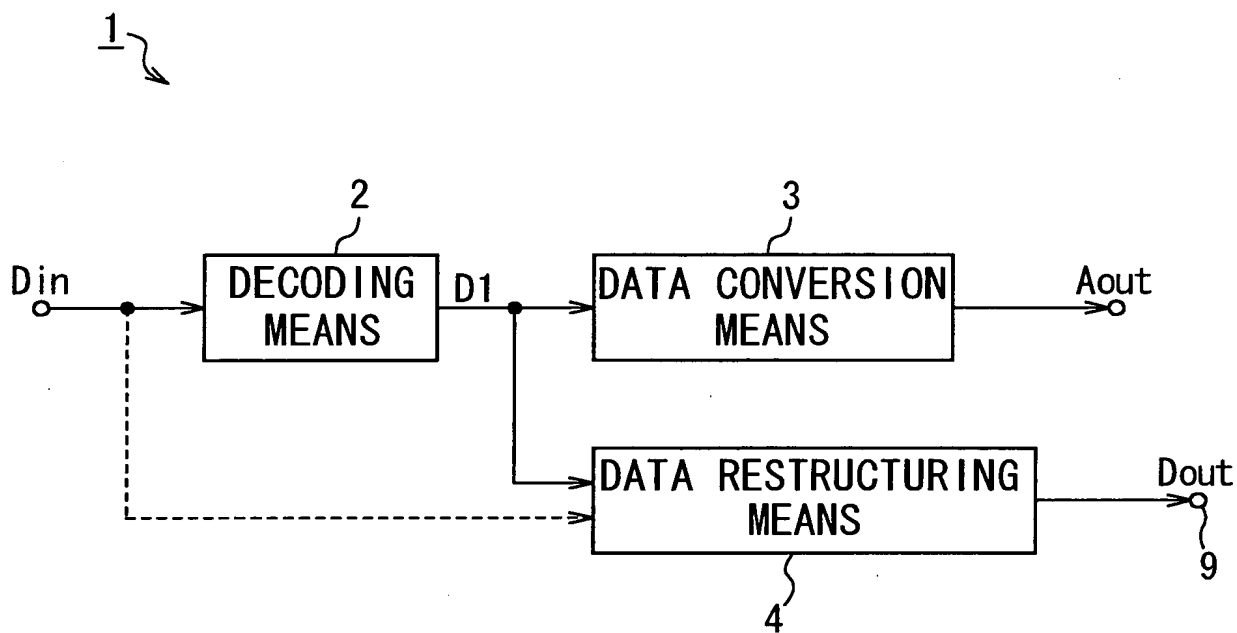 1
2
3
Din
DECODING
MEANS
D1
DATA CONVERSION
MEANS
Aout
DATA RESTRUCTURING
MEANS
Dout
9
4